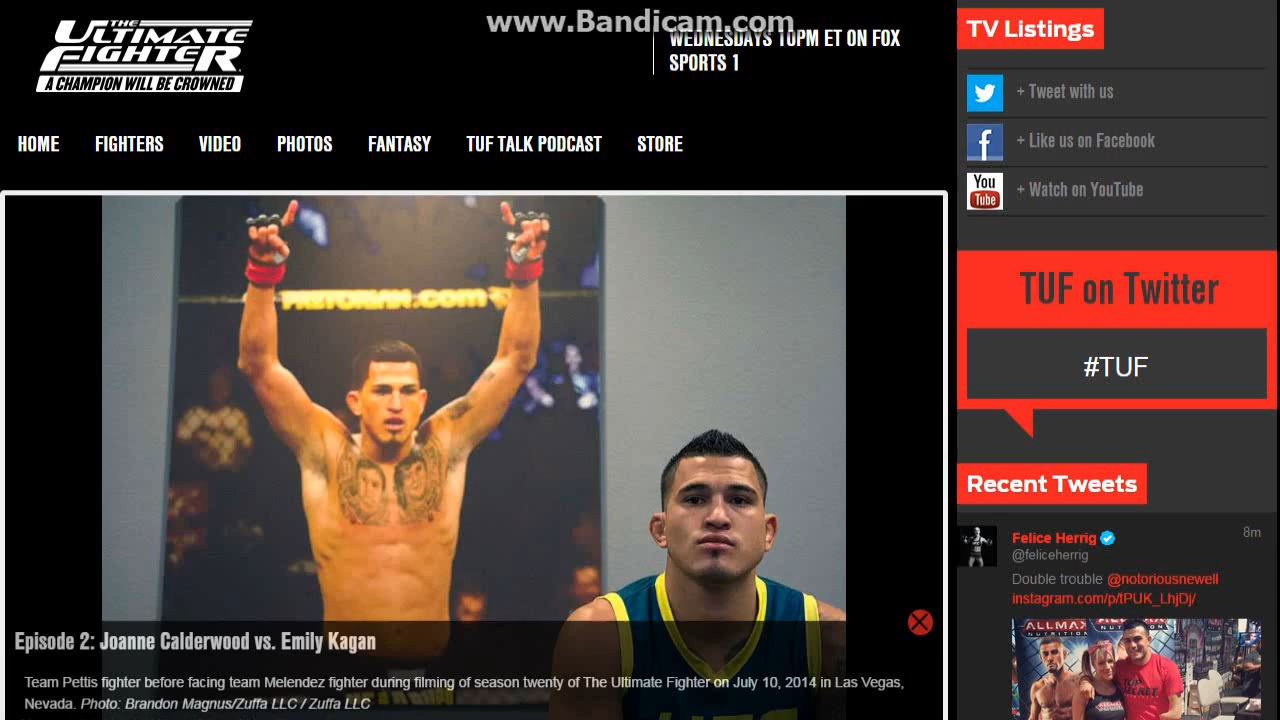 www.Bandicam.com
THE
ULTIMATE
FIGHTER
A CHAMPION WILL BE CROWNED
WEDNESDAYS 10PM ET ON FOX
SPORTS 1
HOME FIGHTERS VIDEO PHOTOS FANTASY TUF TALK PODCAST STORE
Episode 2: Joanne Calderwood vs. Emily Kagan
Team Pettis fighter before facing team Melendez fighter during filming of season twenty of The Ultimate Fighter on July 10, 2014 in Las Vegas,
Nevada. Photo: Brandon Magnus/Zuffa LLC / Zuffa LLC
TV Listings
+ Tweet with us
+ Like us on Facebook
You
Tube
+ Watch on YouTube
TUF on Twitter
#TUF
Recent Tweets
Felice Herrig 8m
@feliceherrig
Double trouble @notoriousnewell
instagram.com/p/tPUK_LhjDj/
ALLMAX
NUTRITION